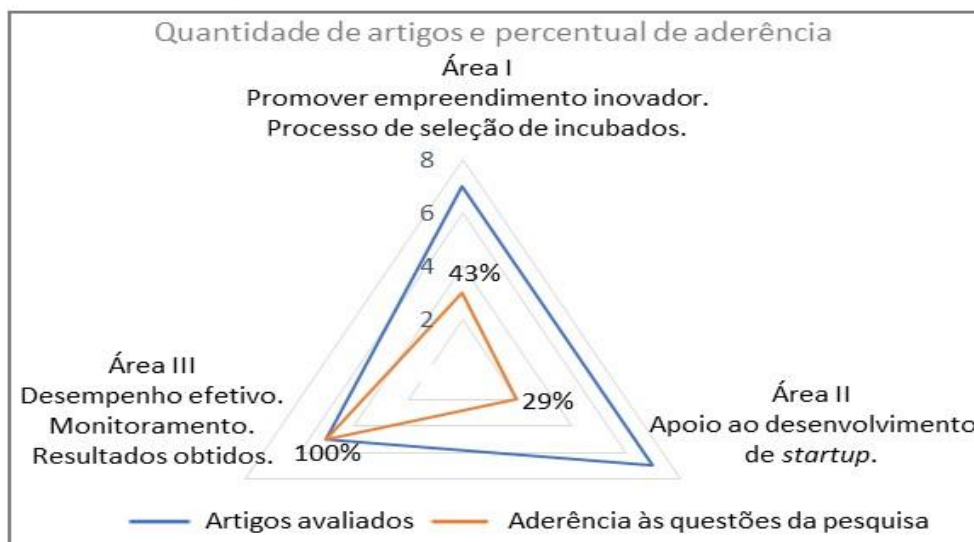 Quantidade de artigos e percentual de aderência
Área I
Promover empreendimento inovador.
Processo de seleção de incubados.
8
6
4
43%
2
Área III
Desempenho efetivo.
Monitoramento.
Resultados obtidos.
100%
29%
Área II
Apoio ao desenvolvimento
de startup.
Artigos avaliados
Aderência às questões da pesquisa